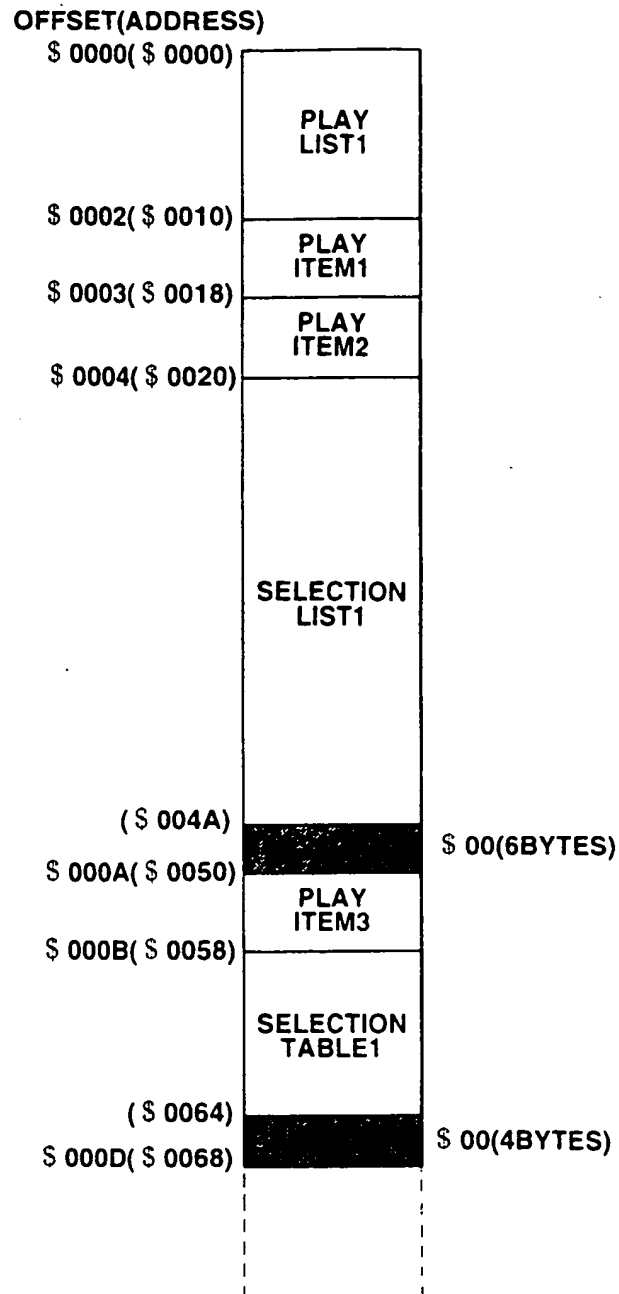 OFFSET(ADDRESS)
$ 0000( $ 0000)
PLAY
LIST1
$ 0002( $ 0010)
PLAY
ITEM1
$ 0003( $ 0018)
PLAY
ITEM2
$ 0004( $ 0020)
SELECTION
LIST1
( $ 004A)
$ 00(6BYTES)
$ 000A( $ 0050)
PLAY
ITEM3
$ 000B( $ 0058)
SELECTION
TABLE1
( $ 0064)
$ 00(4BYTES)
$ 000D( $ 0068)